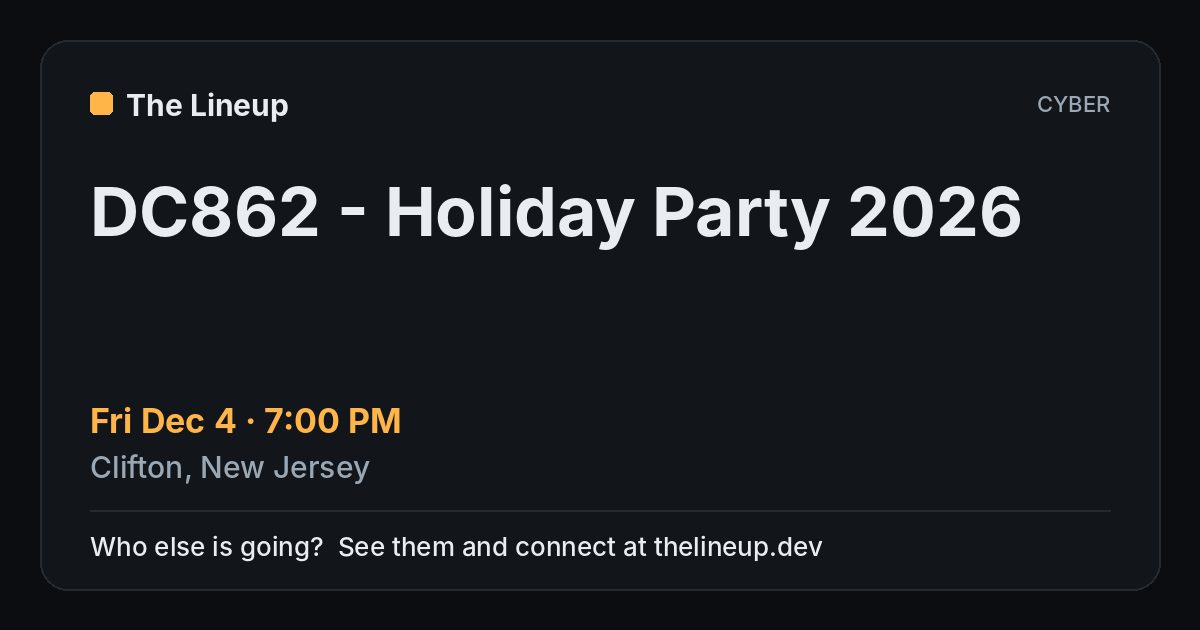 The Lineup
CYBER
DC862 - Holiday Party 2026
Fri Dec 4 · 7:00 PM
Clifton, New Jersey
Who else is going? See them and connect at thelineup.dev